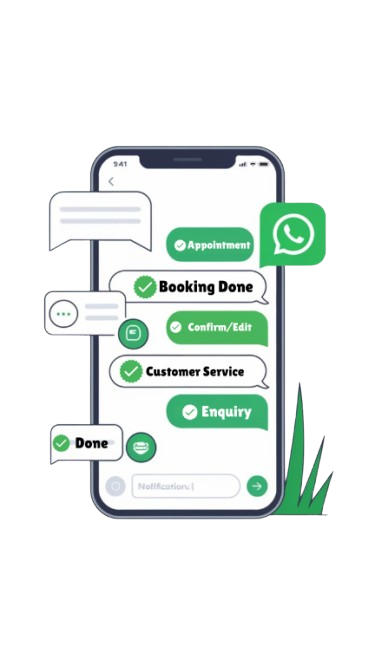 9:41
Appointment
Booking Done
Confirm/Edit
Customer Service
Enquiry
Done
Notification:|